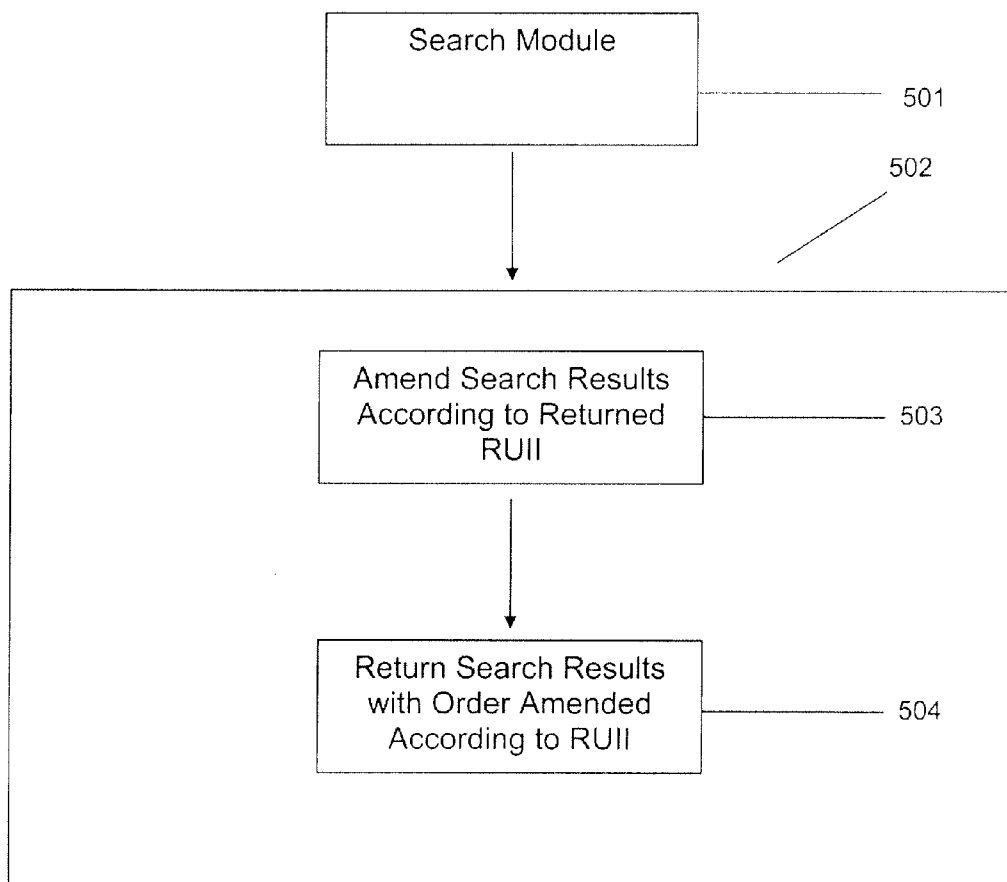 Search Module
501
502
Amend Search Results
According to Returned
RUII
503
Return Search Results
with Order Amended
According to RUII
504